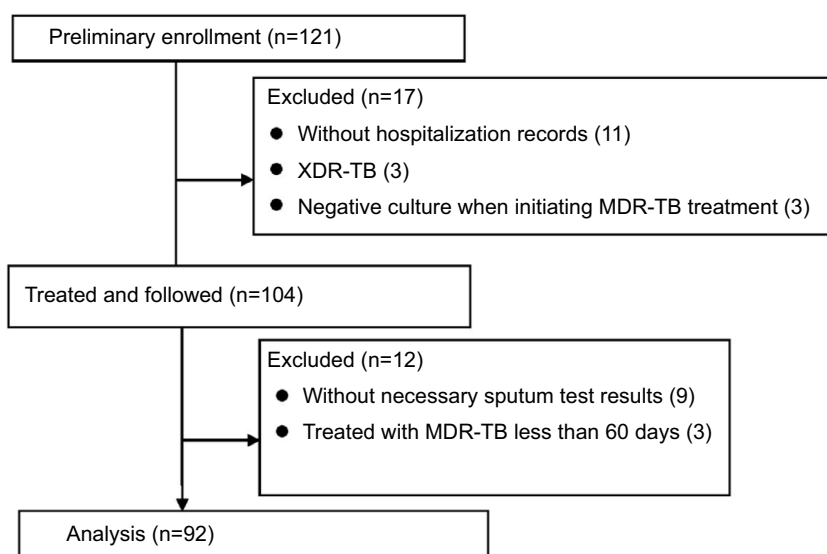 Preliminary enrollment (n=121)
Excluded (n=17)
● Without hospitalization records (11)
● XDR-TB (3)
● Negative culture when initiating MDR-TB treatment (3)
Treated and followed (n=104)
Excluded (n=12)
● Without necessary sputum test results (9)
● Treated with MDR-TB less than 60 days (3)
Analysis (n=92)